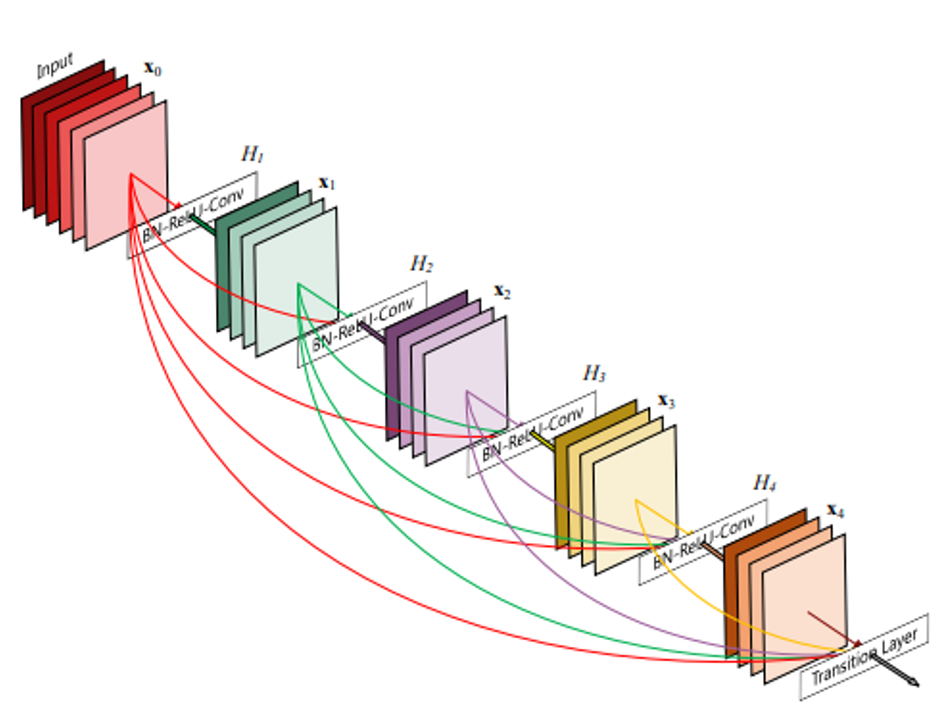 Input
x₀
H₁
BN-ReLU-Conv
x₁
H₂
BN-ReLU-Conv
x₂
H₃
BN-ReLU-Conv
x₃
H₄
BN-ReLU-Conv
x₄
Transition Layer